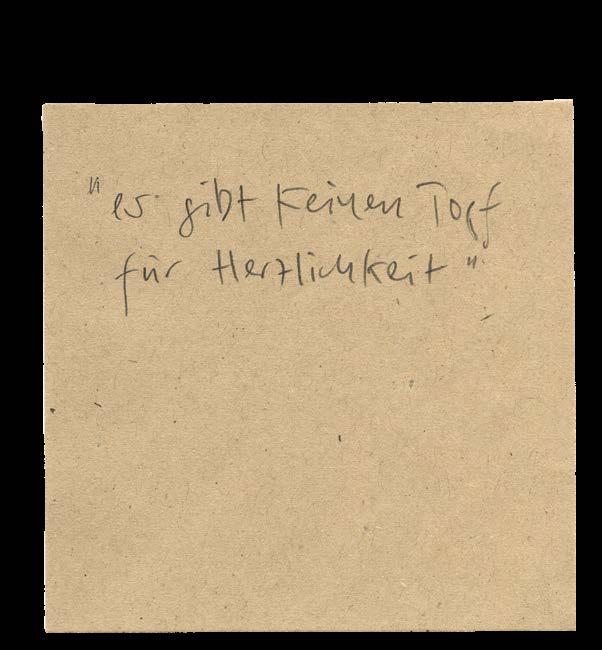 "es gibt keinen Topf
für Herzlichkeit"